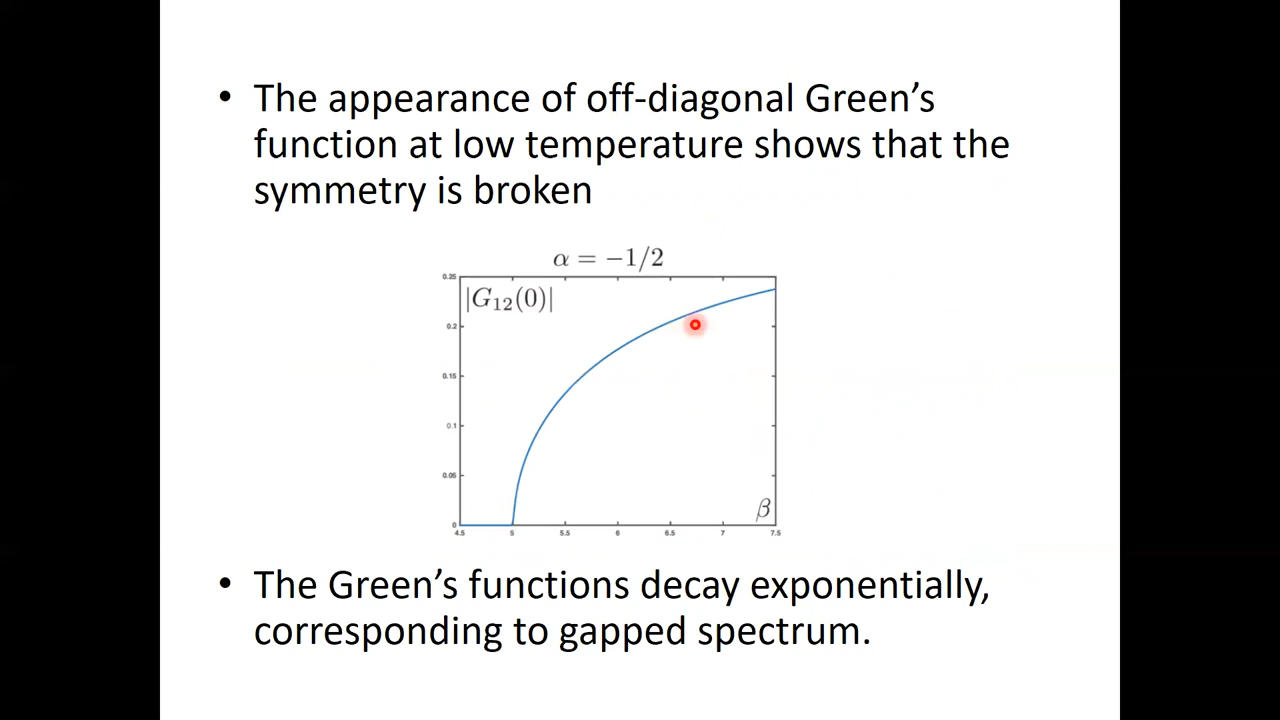 • The appearance of off-diagonal Green’s
function at low temperature shows that the
symmetry is broken
α = −1/2
|G₁₂(0)|
0.25
0.2
0.15
0.1
0.05
0
β
4.5 5 5.5 6 6.5 7 7.5
• The Green’s functions decay exponentially,
corresponding to gapped spectrum.